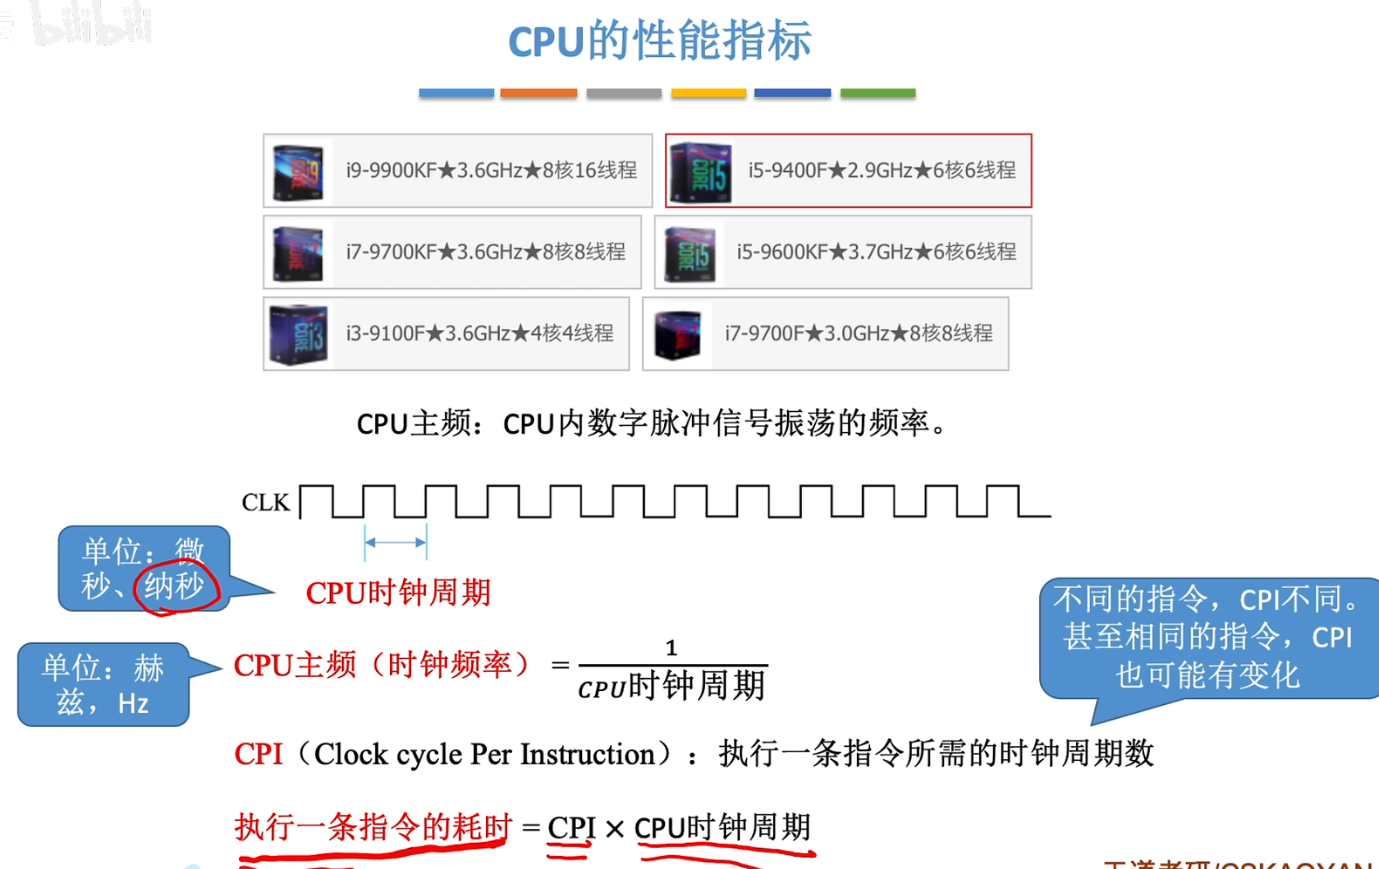 bilibili
CPU的性能指标
i9-9900KF★3.6GHz★8核16线程
i5-9400F★2.9GHz★6核6线程
i7-9700KF★3.6GHz★8核8线程
i5-9600KF★3.7GHz★6核6线程
i3-9100F★3.6GHz★4核4线程
i7-9700F★3.0GHz★8核8线程
CPU主频：CPU内数字脉冲信号振荡的频率。
CLK
单位：微
秒、纳秒
CPU时钟周期
不同的指令，CPI不同。
甚至相同的指令，CPI
也可能有变化
单位：赫
兹，Hz
CPU主频（时钟频率）=
1
CPU时钟周期
CPI（Clock cycle Per Instruction）：执行一条指令所需的时钟周期数
执行一条指令的耗时 = CPI × CPU时钟周期